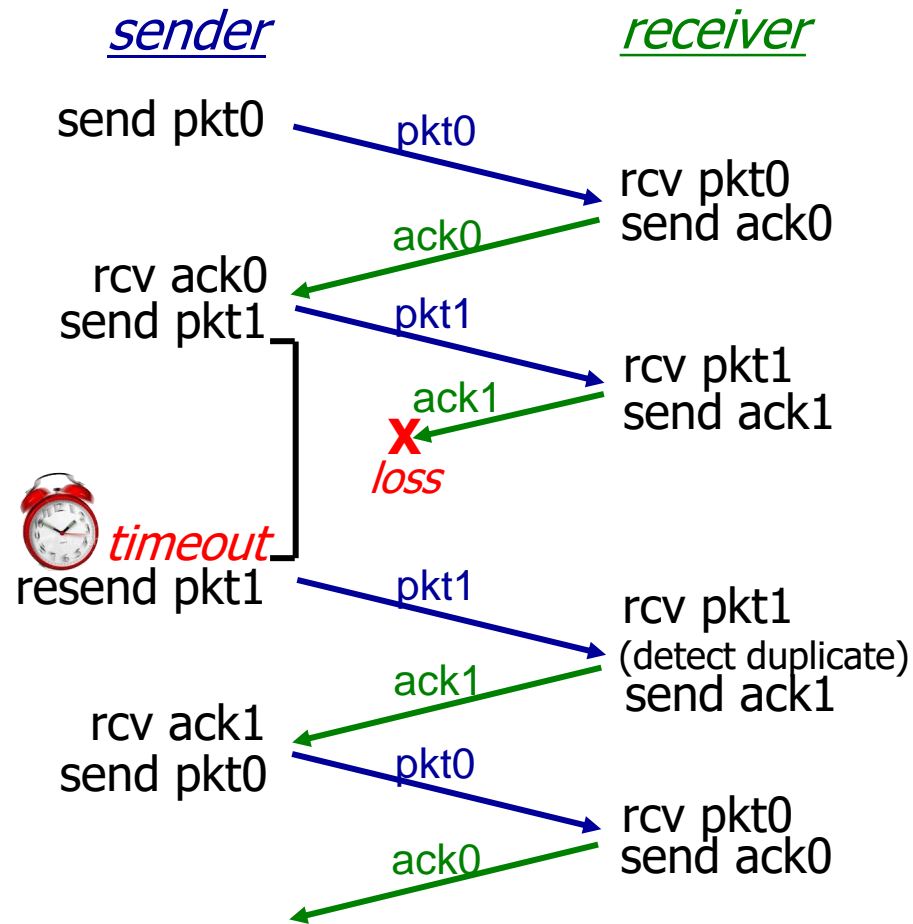 sender
receiver
send pkt0
pkt0
rcv pkt0
send ack0
ack0
rcv ack0
send pkt1
pkt1
rcv pkt1
send ack1
ack1
X
loss
timeout
resend pkt1
pkt1
rcv pkt1
(detect duplicate)
send ack1
ack1
rcv ack1
send pkt0
pkt0
rcv pkt0
send ack0
ack0